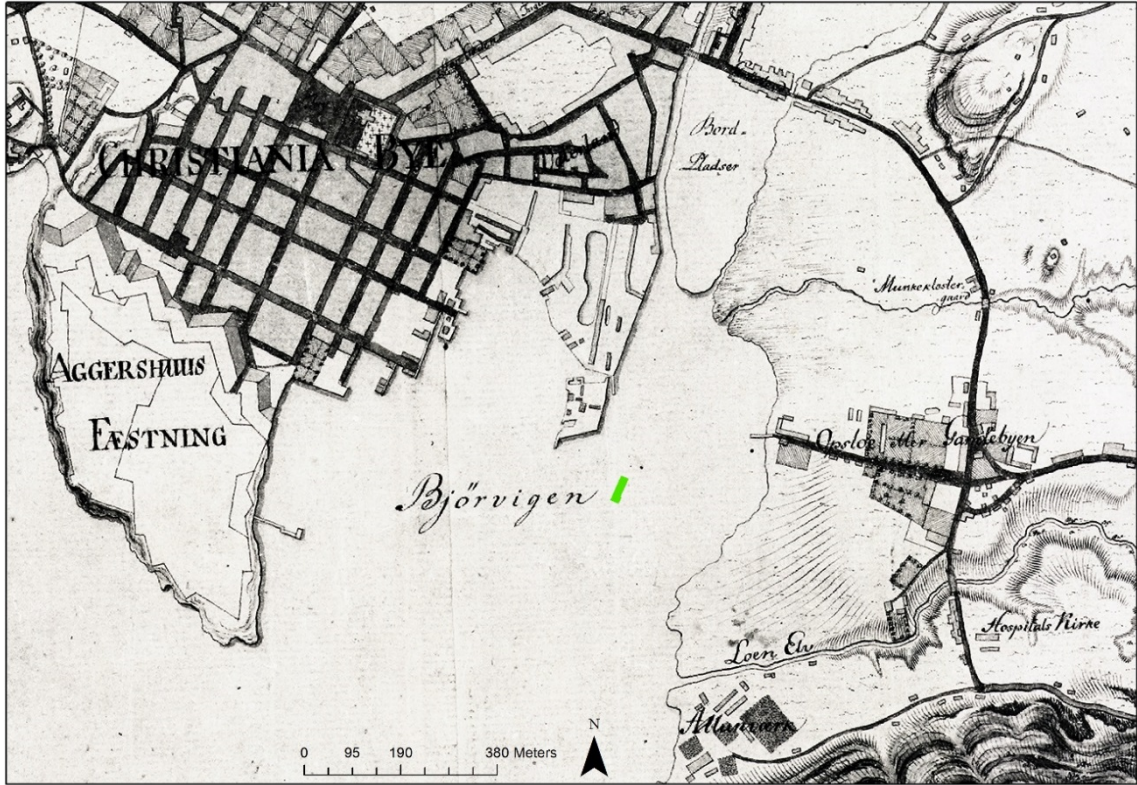 CHRISTIANIA BYE
Bord-
Pladser
Munkekloster-
gaard
AGGERSHUUS
FÆSTNING
Opsloe eller Gamlebyen
Björvigen
Hospitals Kirke
Loen Elv
Allunværk
N
0 95 190 380 Meters